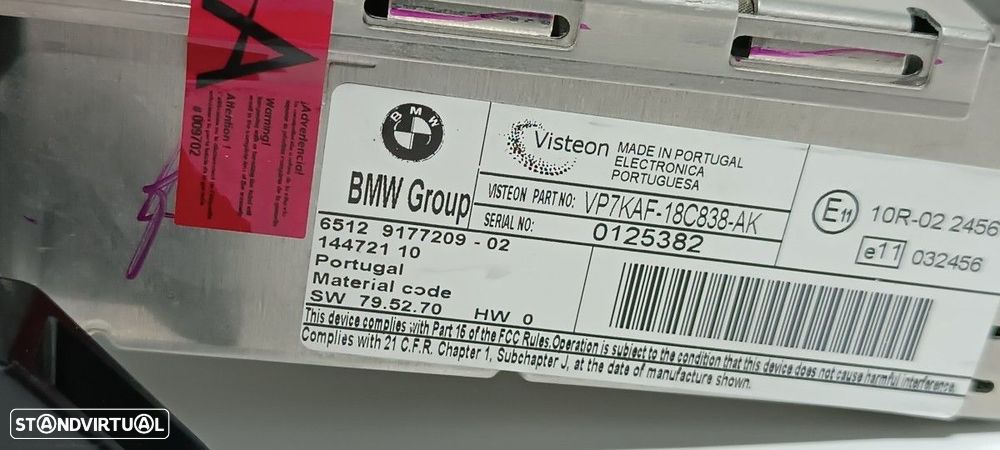 A
¡Advertencia!
Warning!
Attention !
# 009702
BMW
BMW Group
6512 9177209 - 02
144721 10
Portugal
Material code
SW 79.52.70 HW 0
Visteon
MADE IN PORTUGAL
ELECTRONICA
PORTUGUESA
VISTEON PART NO: VP7KAF-18C838-AK
SERIAL NO: 0125382
E11 10R-02 2456
e11 032456
This device complies with Part 15 of the FCC Rules.Operation is subject to the condition that this device does not cause harmful interference.
Complies with 21 C.F.R. Chapter 1, Subchapter J, at the date of manufacture shown.
STANDVIRTUAL